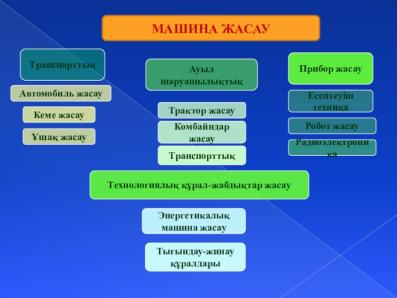 МАШИНА ЖАСАУ
Транспорттық
Автомобиль жасау
Кеме жасау
Ұшақ жасау
Ауыл
шаруашылықтық
Трактор жасау
Комбайндар
жасау
Транспорттық
Прибор жасау
Есептеуіш
техника
Робот жасау
Радиоэлектрони
ка
Технологиялық құрал-жабдықтар жасау
Энергетикалық
машина жасау
Тығындау-жинау
құралдары